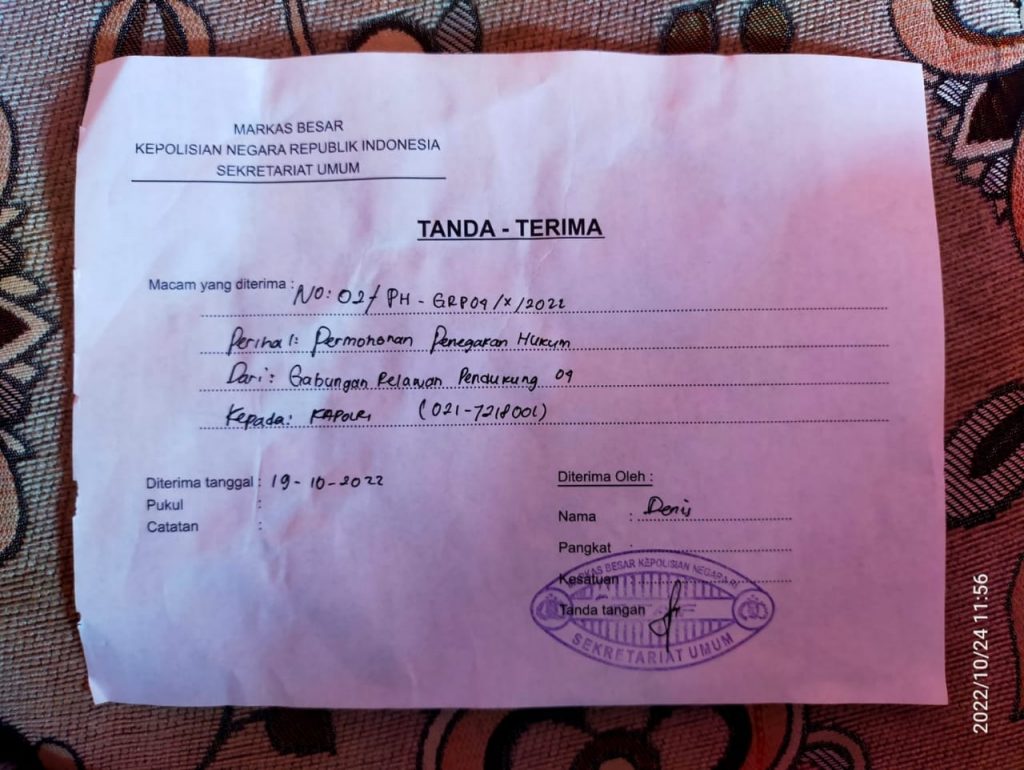 MARKAS BESAR
KEPOLISIAN NEGARA REPUBLIK INDONESIA
SEKRETARIAT UMUM
TANDA - TERIMA
Macam yang diterima : NO: 02/PH - GRP09/X/2022
Perihal: Permohonan Penegakan Hukum
Dari: Gabungan Relawan Pendukung 09
Kepada: KAPOLRI (021-7218001)
Diterima tanggal : 19-10-2022
Pukul :
Catatan :
Diterima Oleh :
Nama : Denis
Pangkat :
Kesatuan :
Tanda tangan
MARKAS BESAR KEPOLISIAN NEGARA RI
SEKRETARIAT UMUM
2022/10/24 11:56